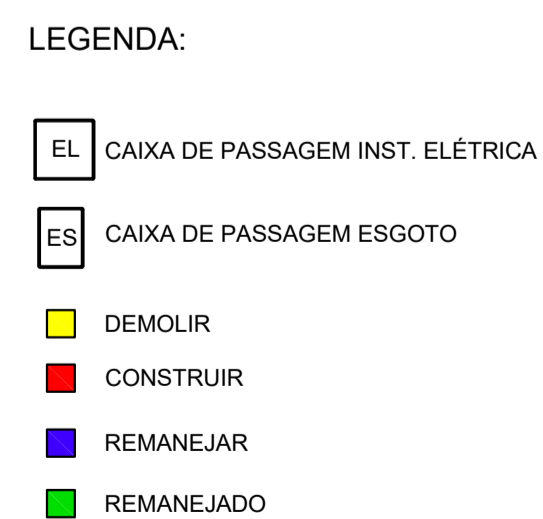 LEGENDA:
EL CAIXA DE PASSAGEM INST. ELÉTRICA
ES CAIXA DE PASSAGEM ESGOTO
DEMOLIR
CONSTRUIR
REMANEJAR
REMANEJADO